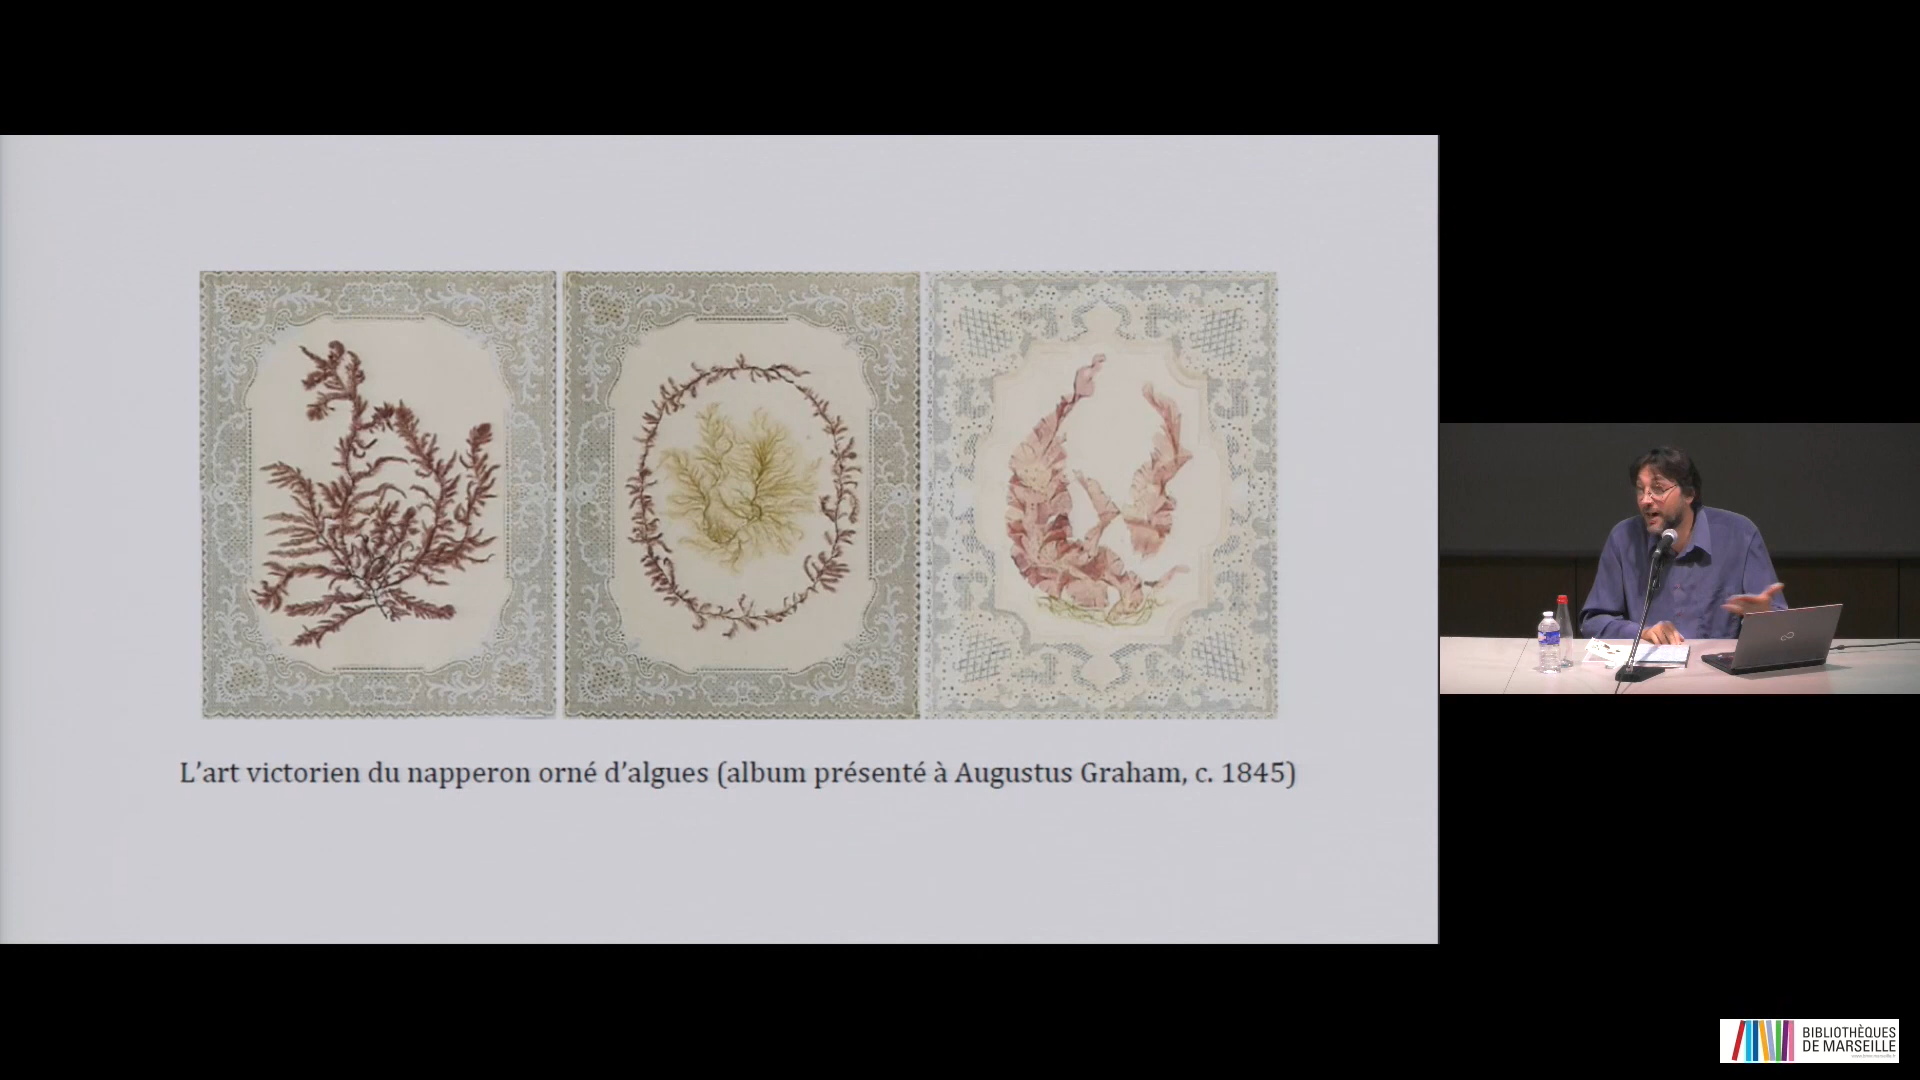 L’art victorien du napperon orné d’algues (album présenté à Augustus Graham, c. 1845)
BIBLIOTHÈQUES
DE MARSEILLE